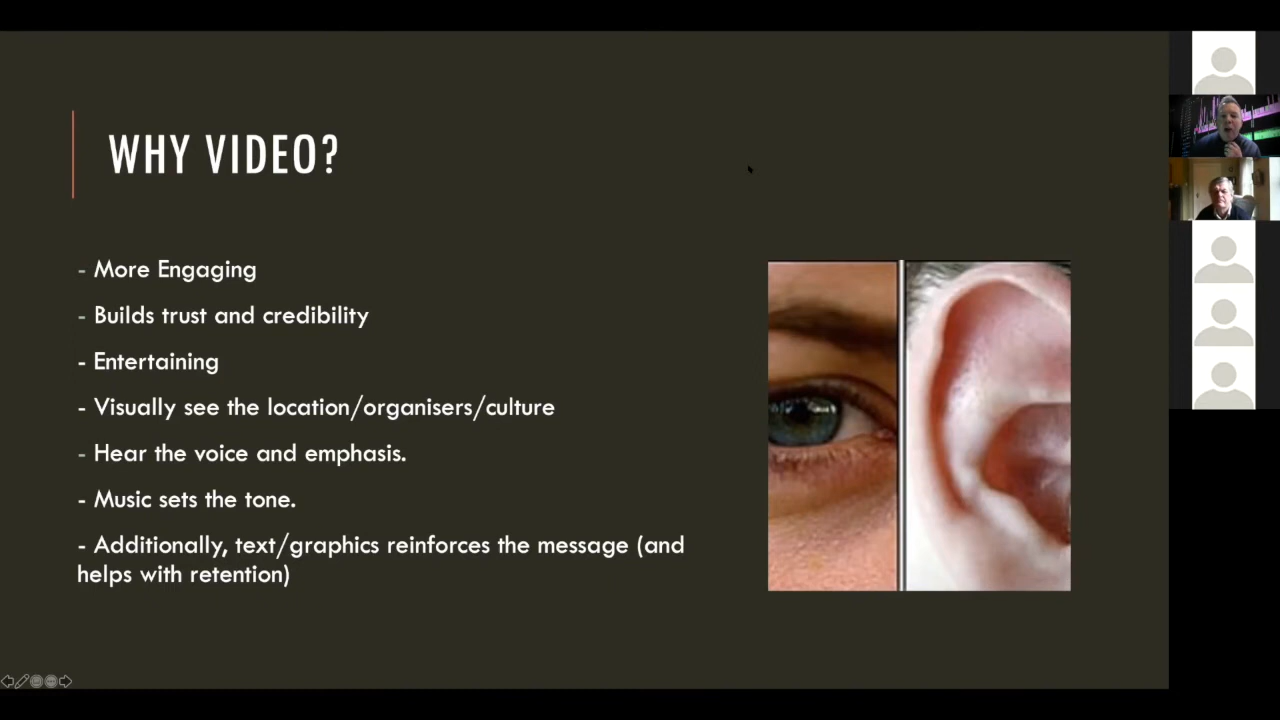 WHY VIDEO?
- More Engaging
- Builds trust and credibility
- Entertaining
- Visually see the location/organisers/culture
- Hear the voice and emphasis.
- Music sets the tone.
- Additionally, text/graphics reinforces the message (and
helps with retention)